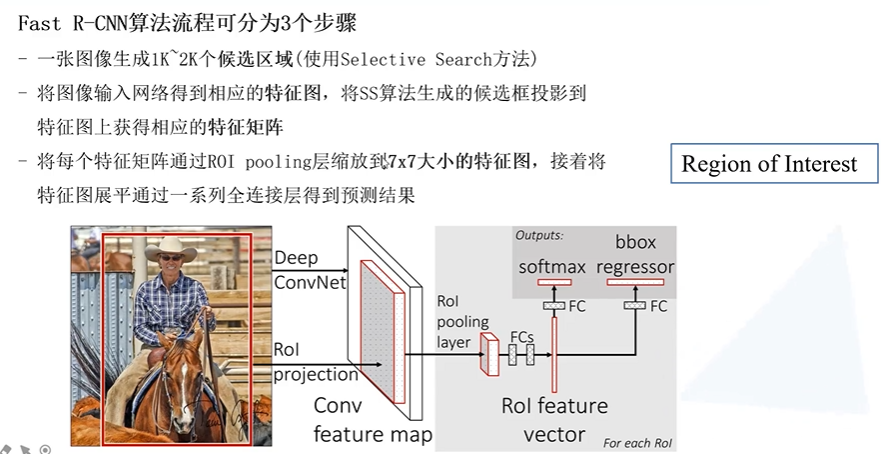 Fast R-CNN算法流程可分为3个步骤
- 一张图像生成1K~2K个候选区域(使用Selective Search方法)
- 将图像输入网络得到相应的特征图，将SS算法生成的候选框投影到
特征图上获得相应的特征矩阵
- 将每个特征矩阵通过ROI pooling层缩放到7x7大小的特征图，接着将
特征图展平通过一系列全连接层得到预测结果
Region of Interest
Deep
ConvNet
RoI
projection
Conv
feature map
RoI
pooling
layer
FCs
Outputs:
softmax
bbox
regressor
FC
FC
RoI feature
vector
For each RoI